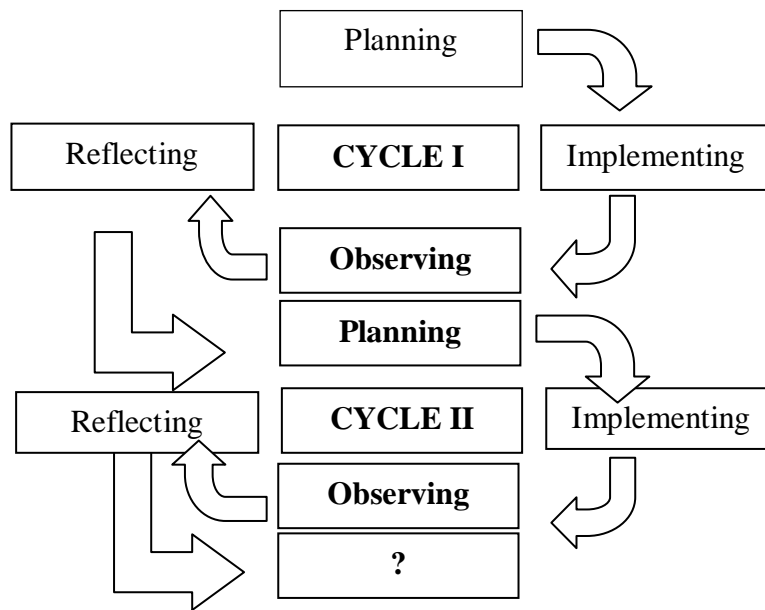 Planning
Reflecting
CYCLE I
Implementing
Observing
Planning
Reflecting
CYCLE II
Implementing
Observing
?